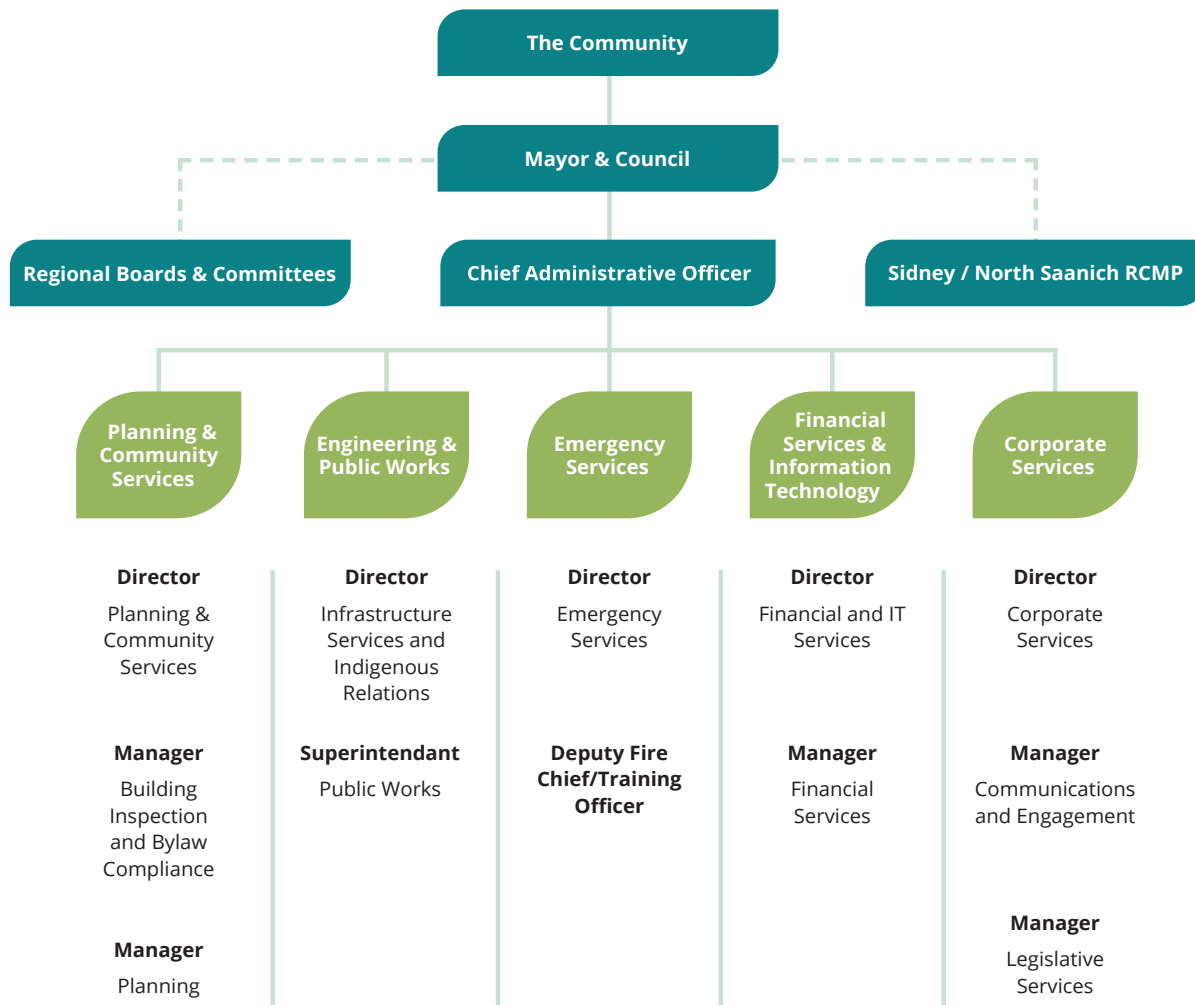 The Community
Mayor & Council
Regional Boards & Committees
Chief Administrative Officer
Sidney / North Saanich RCMP
Planning &
Community
Services
Engineering &
Public Works
Emergency
Services
Financial
Services &
Information
Technology
Corporate
Services
Director
Planning &
Community
Services
Manager
Building
Inspection
and Bylaw
Compliance
Manager
Planning
Director
Infrastructure
Services and
Indigenous
Relations
Superintendant
Public Works
Director
Emergency
Services
Deputy Fire
Chief/Training
Officer
Director
Financial and IT
Services
Manager
Financial
Services
Director
Corporate
Services
Manager
Communications
and Engagement
Manager
Legislative
Services